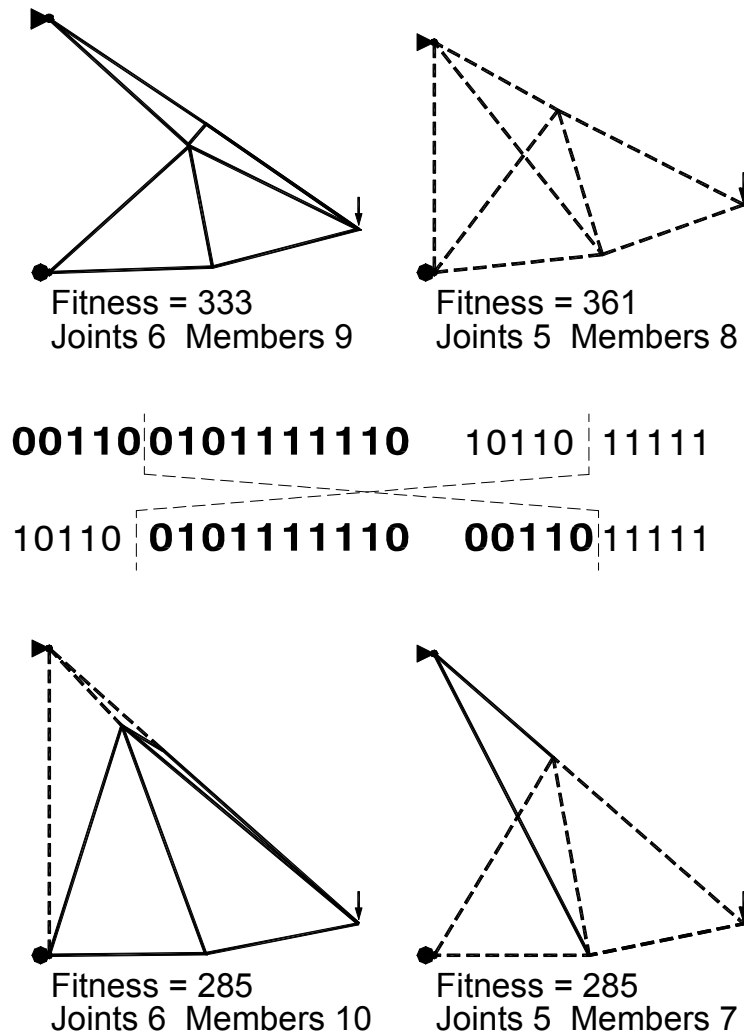 Fitness = 333
Joints 6 Members 9
Fitness = 361
Joints 5 Members 8
00110 0101111110 10110 11111
10110 0101111110 00110 11111
Fitness = 285
Joints 6 Members 10
Fitness = 285
Joints 5 Members 7